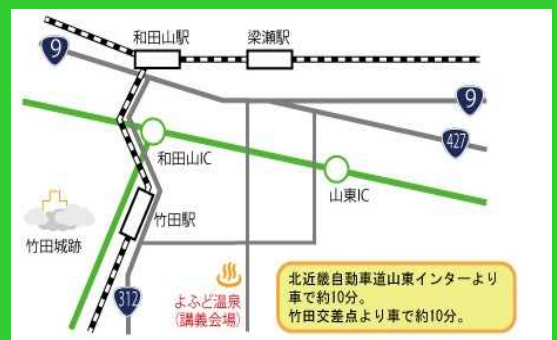 和田山駅
梁瀬駅
9
9
427
和田山IC
山東IC
竹田駅
竹田城跡
312
よふど温泉
(講義会場)
北近畿自動車道山東インターより
車で約10分。
竹田交差点より車で約10分。